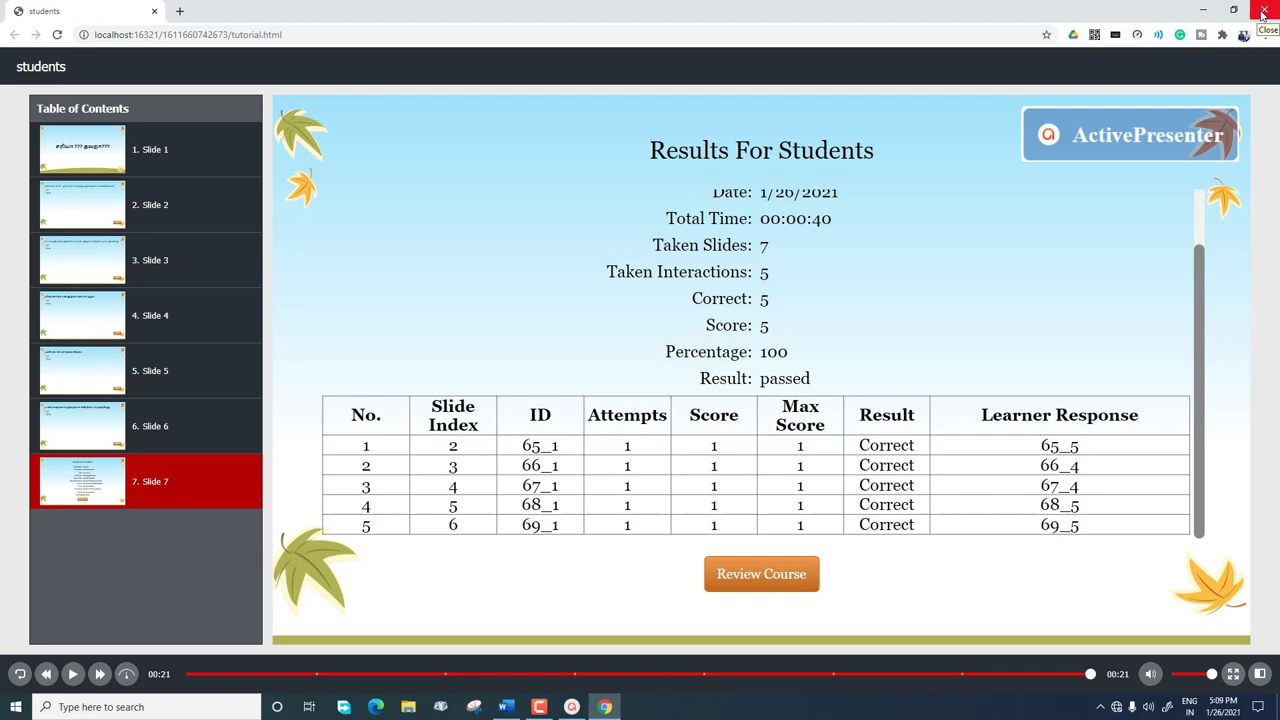 students
localhost:16321/1611660742673/tutorial.html
Close
students
Table of Contents
சரியா ??? தவறா???
1. Slide 1
2. Slide 2
3. Slide 3
4. Slide 4
5. Slide 5
6. Slide 6
7. Slide 7
ActivePresenter
Results For Students
Date: 1/26/2021
Total Time: 00:00:40
Taken Slides: 7
Taken Interactions: 5
Correct: 5
Score: 5
Percentage: 100
Result: passed
No. Slide Index ID Attempts Score Max Score Result Learner Response
1 2 65_1 1 1 1 Correct 65_5
2 3 66_1 1 1 1 Correct 66_4
3 4 67_1 1 1 1 Correct 67_4
4 5 68_1 1 1 1 Correct 68_5
5 6 69_1 1 1 1 Correct 69_5
Review Course
00:21
00:21
Type here to search
ENG
IN
5:09 PM
1/26/2021